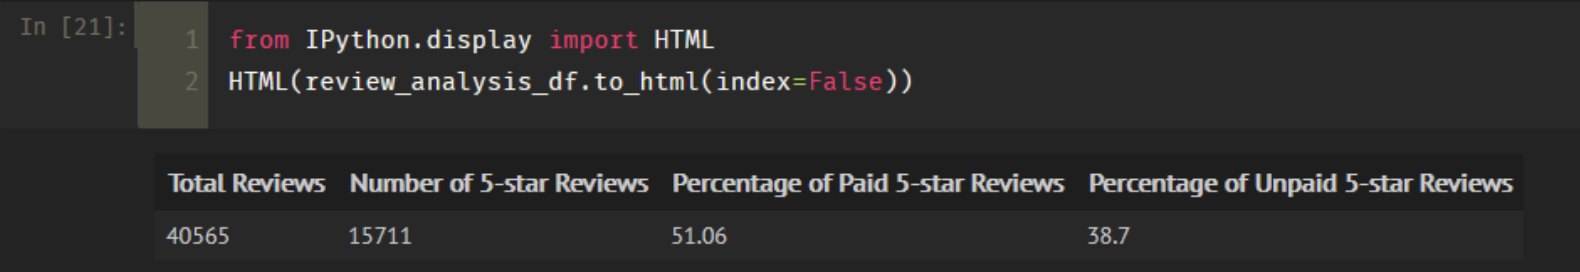 In [21]:
1 from IPython.display import HTML
2 HTML(review_analysis_df.to_html(index=False))
Total Reviews Number of 5-star Reviews Percentage of Paid 5-star Reviews Percentage of Unpaid 5-star Reviews
40565 15711 51.06 38.7